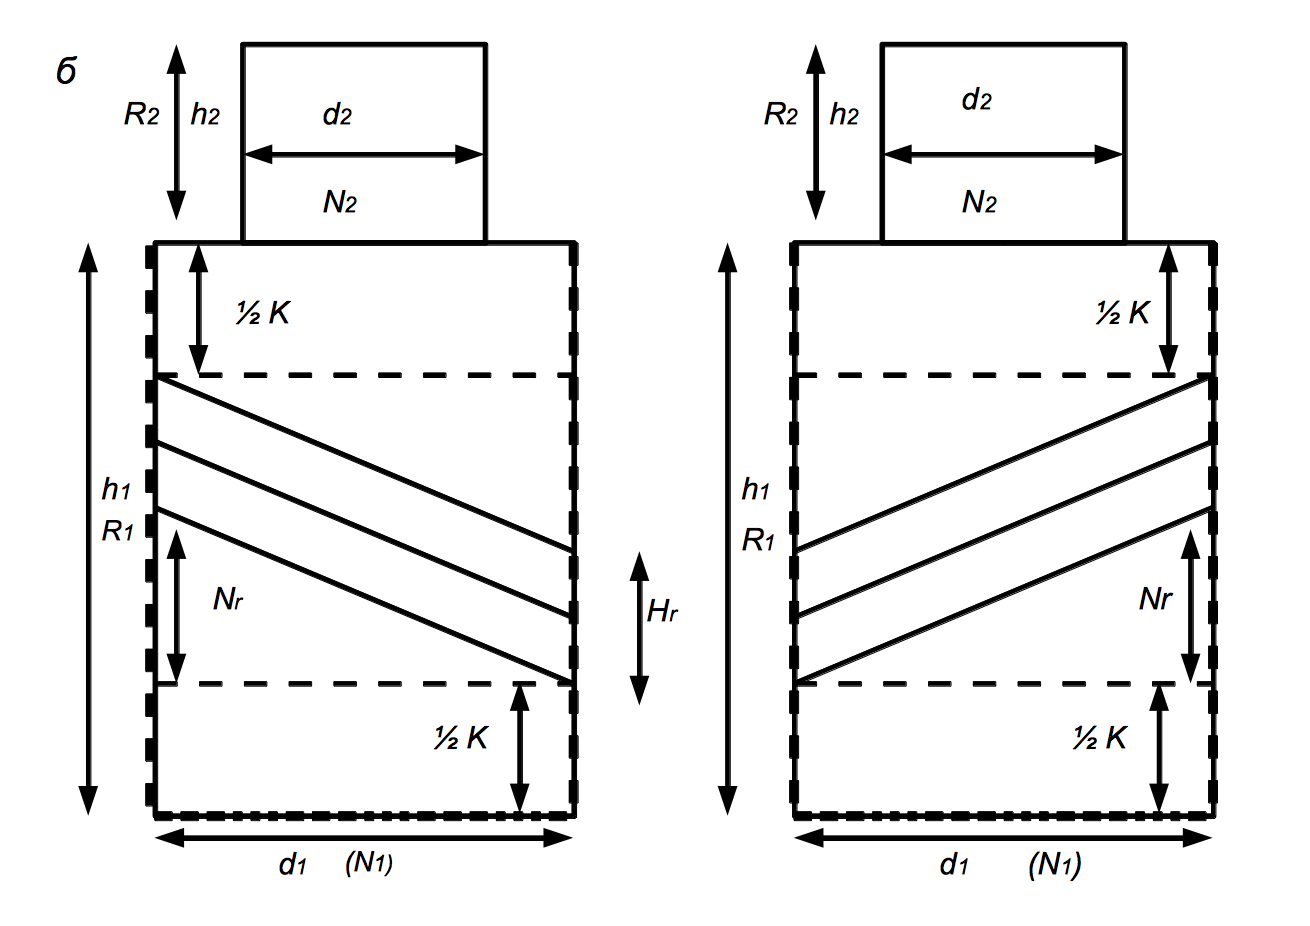 б
R2 h2 d2
N2
½ K
h1
R1
Nr
Hr
½ K
d1 (N1)
R2 h2 d2
N2
½ K
h1
R1
Nr
½ K
d1 (N1)